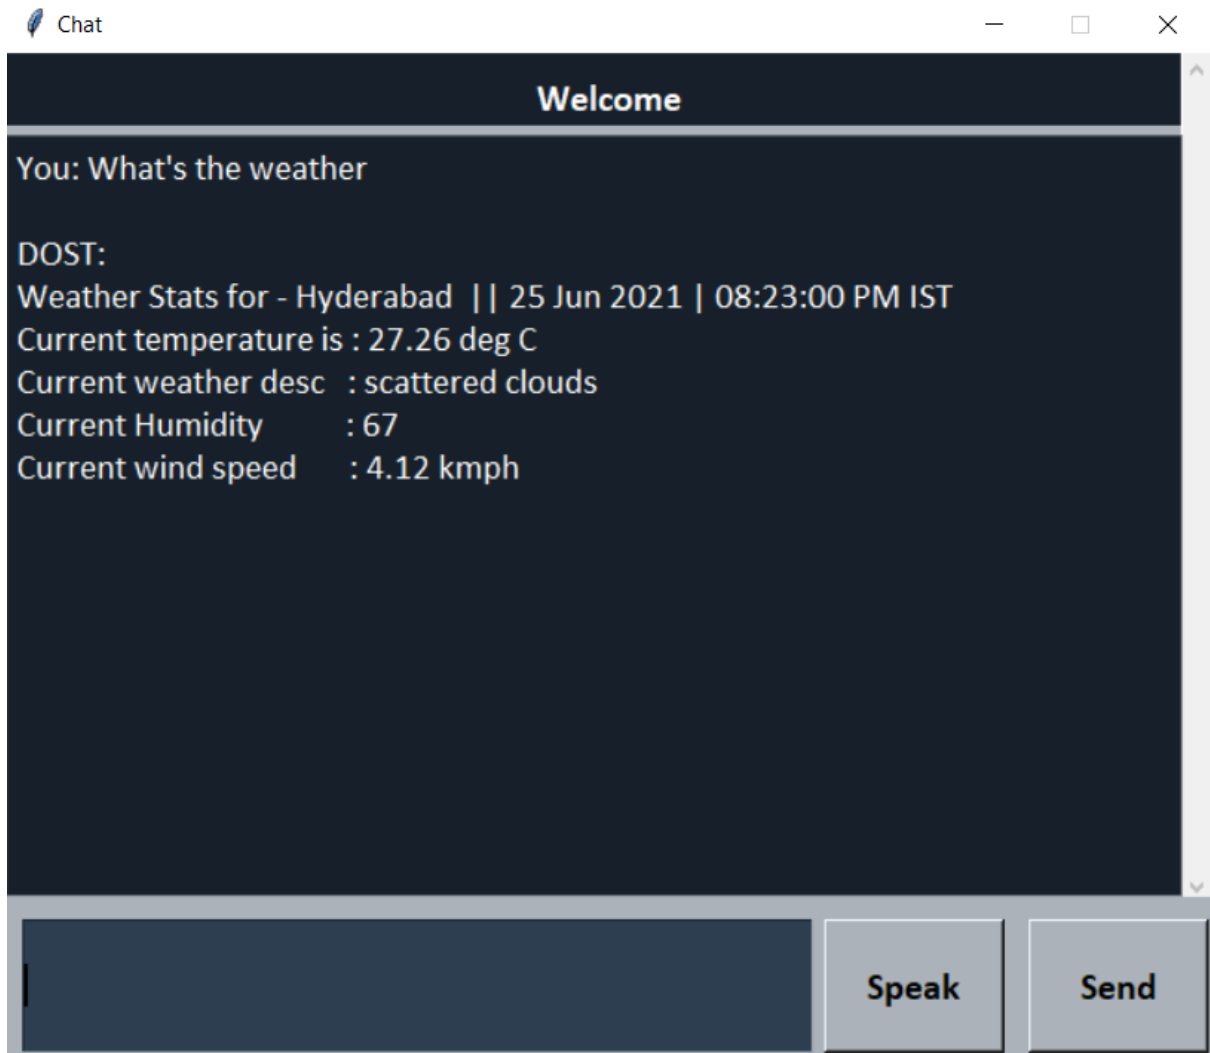 Chat
Welcome
You: What's the weather
DOST:
Weather Stats for - Hyderabad  || 25 Jun 2021 | 08:23:00 PM IST
Current temperature is : 27.26 deg C
Current weather desc   : scattered clouds
Current Humidity          : 67
Current wind speed      : 4.12 kmph
Speak Send